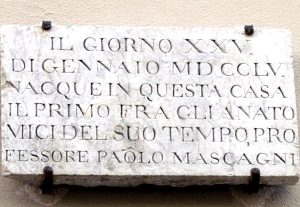 IL GIORNO XXV
DI GENNAIO MDCCLV.
NACQUE IN QUESTA CASA
IL PRIMO FRA GLI ANATO
MICI DEL SUO TEMPO, PRO
FESSORE PAOLO MASCAGNI